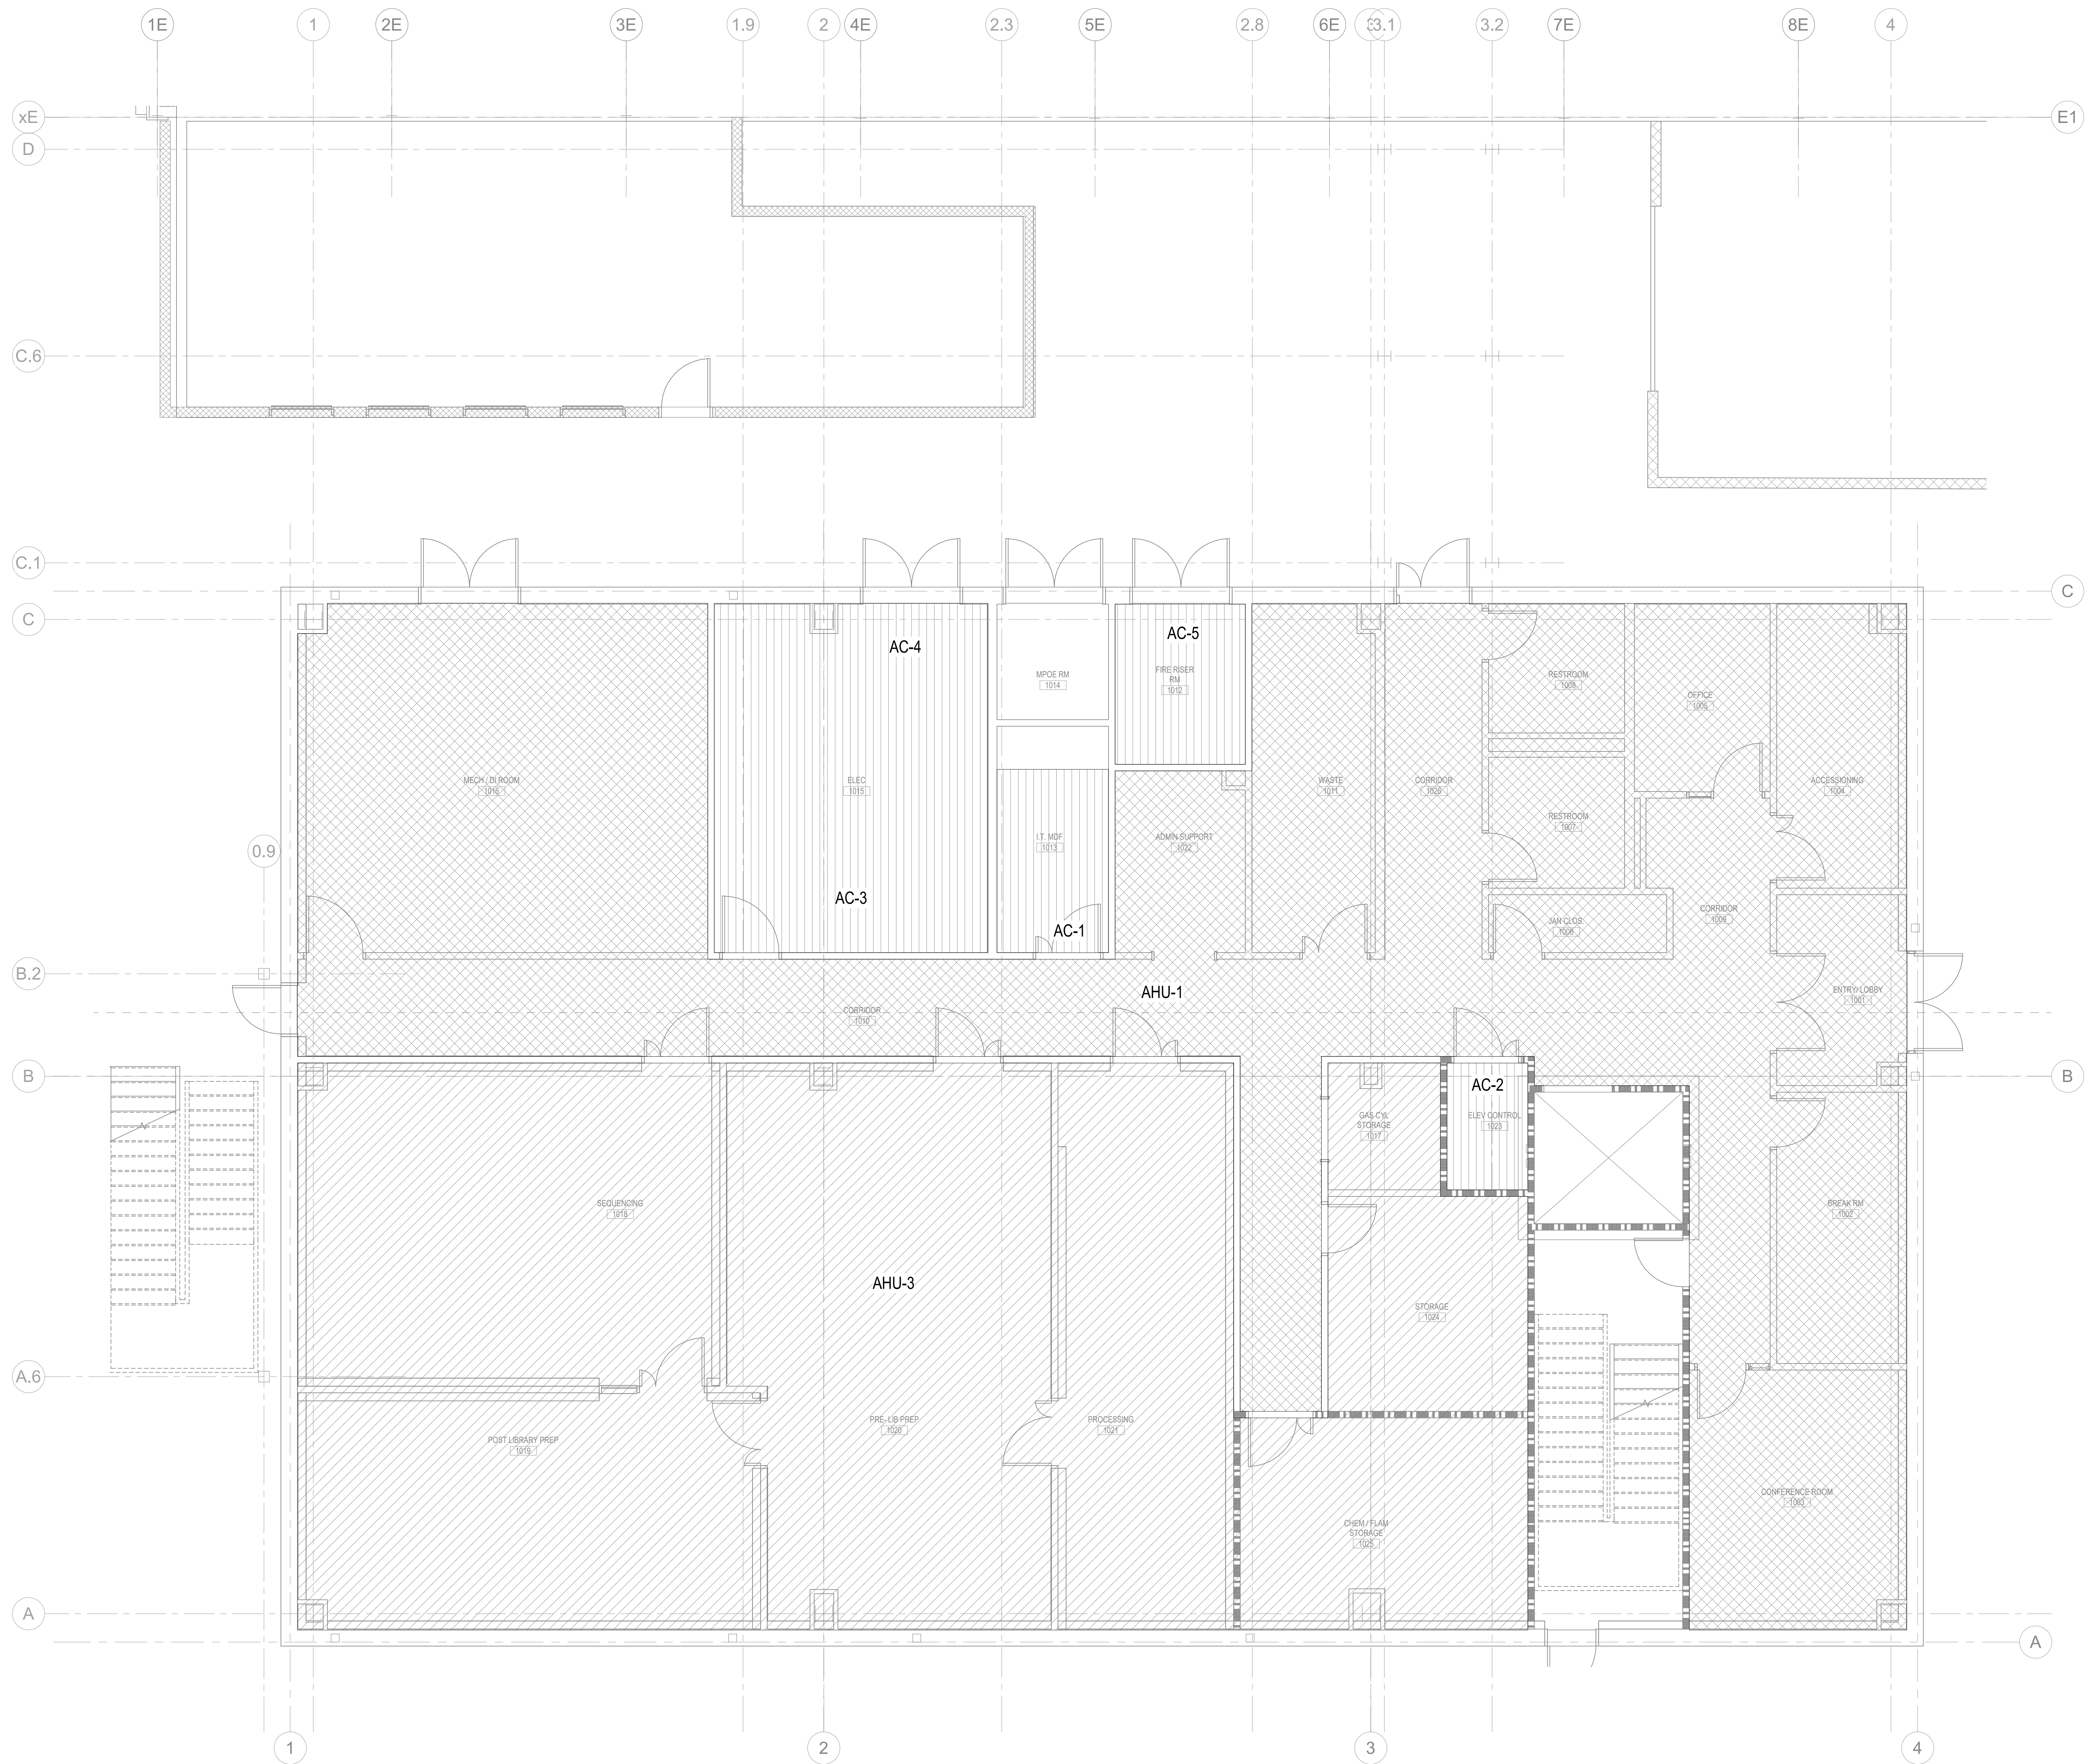 1E 1 2E 3E 1.9 2 4E 2.3 5E 2.8 6E 3.1 3.2 7E 8E 4
xE E1
D
C.6
C.1
C C
AC-4
AC-5
MPOE RM
1014
FIRE RISER
RM
1012
RESTROOM
1008
OFFICE
1005
MECH / DI ROOM
1016
ELEC
1015
WASTE
1011
CORRIDOR
1026
ACCESSIONING
1004
I.T. MDF
1013
ADMIN SUPPORT
1022
RESTROOM
1007
0.9
AC-3
AC-1
JAN CLOS.
1006
CORRIDOR
1009
B.2
AHU-1
ENTRY/ LOBBY
1001
CORRIDOR
1010
B B
AC-2
GAS CYL
STORAGE
1017
ELEV CONTROL
1023
SEQUENCING
1018
BREAK RM
1002
AHU-3
STORAGE
1024
A.6
POST LIBRARY PREP
1019
PRE- LIB PREP
1020
PROCESSING
1021
CONFERENCE ROOM
1003
CHEM / FLAM
STORAGE
1025
A
A
1 2 3 4